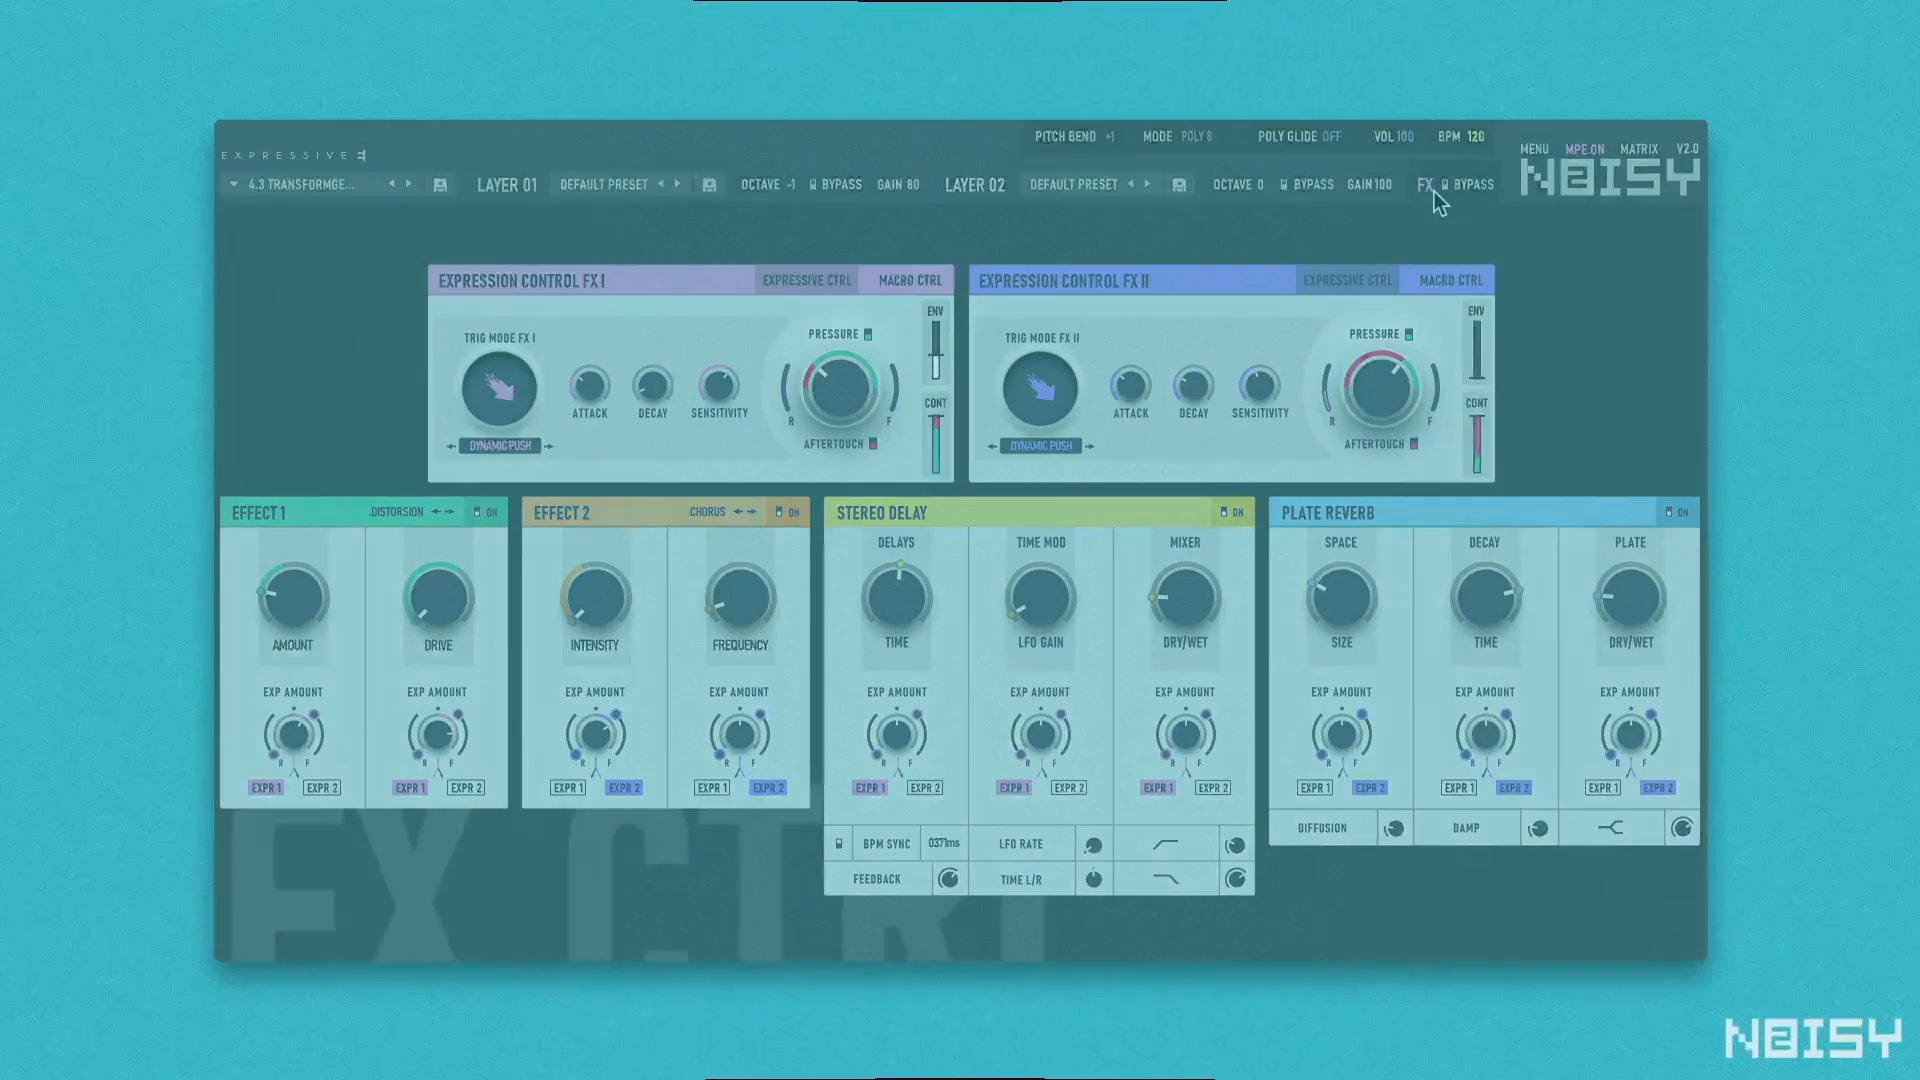 PITCH BEND +1 MODE POLY 8 POLY GLIDE OFF VOL 100 BPM 120
MENU MPE.ON MATRIX V2.0
EXPRESSIVE
NOISY
4.3 TRANSFORMGE... LAYER 01 DEFAULT PRESET OCTAVE -1 BYPASS GAIN 80 LAYER 02 DEFAULT PRESET OCTAVE 0 BYPASS GAIN 100 FX BYPASS
EXPRESSION CONTROL FX I EXPRESSIVE CTRL MACRO CTRL
TRIG MODE FX I
PRESSURE
ENV
ATTACK DECAY SENSITIVITY
CONT
R F
DYNAMIC PUSH
AFTERTOUCH
EXPRESSION CONTROL FX II EXPRESSIVE CTRL MACRO CTRL
TRIG MODE FX II
PRESSURE
ENV
ATTACK DECAY SENSITIVITY
CONT
R F
DYNAMIC PUSH
AFTERTOUCH
EFFECT 1 .DISTORSION ON
AMOUNT DRIVE
EXP AMOUNT EXP AMOUNT
R F R F
EXPR 1 EXPR 2 EXPR 1 EXPR 2
EFFECT 2 .CHORUS ON
INTENSITY FREQUENCY
EXP AMOUNT EXP AMOUNT
R F R F
EXPR 1 EXPR 2 EXPR 1 EXPR 2
STEREO DELAY ON
DELAYS TIME MOD MIXER
TIME LFO GAIN DRY/WET
EXP AMOUNT EXP AMOUNT EXP AMOUNT
R F R F R F
EXPR 1 EXPR 2 EXPR 1 EXPR 2 EXPR 1 EXPR 2
BPM SYNC 0371ms LFO RATE
FEEDBACK TIME L/R
PLATE REVERB ON
SPACE DECAY PLATE
SIZE TIME DRY/WET
EXP AMOUNT EXP AMOUNT EXP AMOUNT
R F R F R F
EXPR 1 EXPR 2 EXPR 1 EXPR 2 EXPR 1 EXPR 2
DIFFUSION DAMP
FX CTRL
NOISY